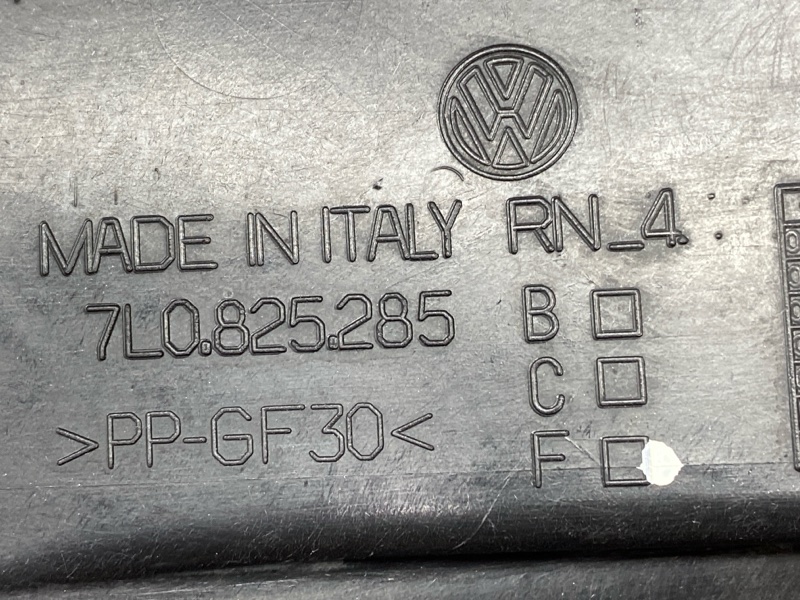 MADE IN ITALY RN_4.
7L0.825.285 B
C
>PP-GF30< F